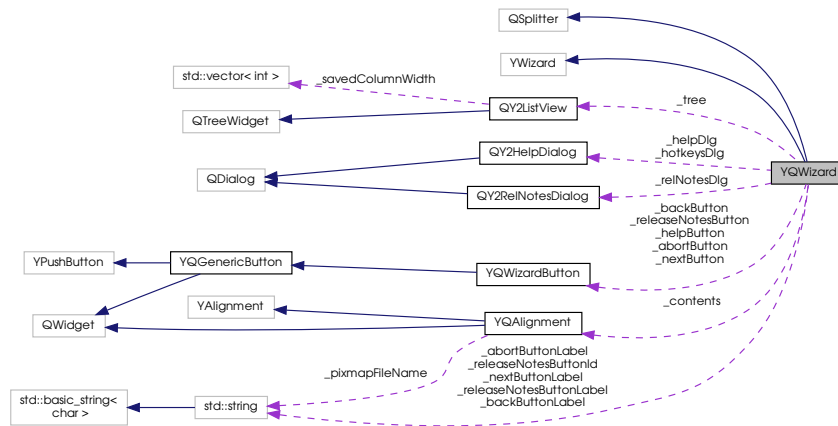 QSplitter
YWizard
std::vector< int >
_savedColumnWidth
QY2ListView
_tree
QTreeWidget
QY2HelpDialog
_helpDlg
_hotkeysDlg
YQWizard
QDialog
QY2RelNotesDialog
_relNotesDlg
_backButton
_releaseNotesButton
_helpButton
_abortButton
_nextButton
YPushButton
YQGenericButton
YQWizardButton
YAlignment
_contents
QWidget
YQAlignment
_pixmapFileName
_abortButtonLabel
_releaseNotesButtonId
_nextButtonLabel
_releaseNotesButtonLabel
_backButtonLabel
std::basic_string<
char >
std::string